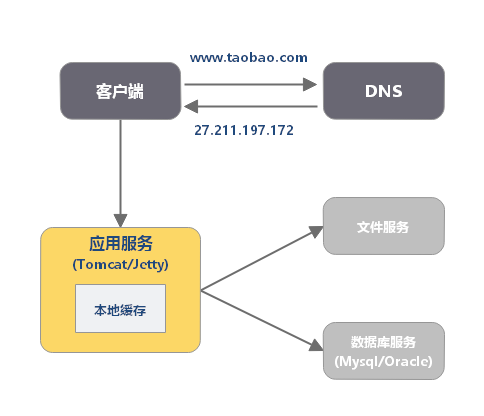 www.taobao.com
客户端
DNS
27.211.197.172
应用服务
(Tomcat/Jetty)
本地缓存
文件服务
数据库服务
(Mysql/Oracle)